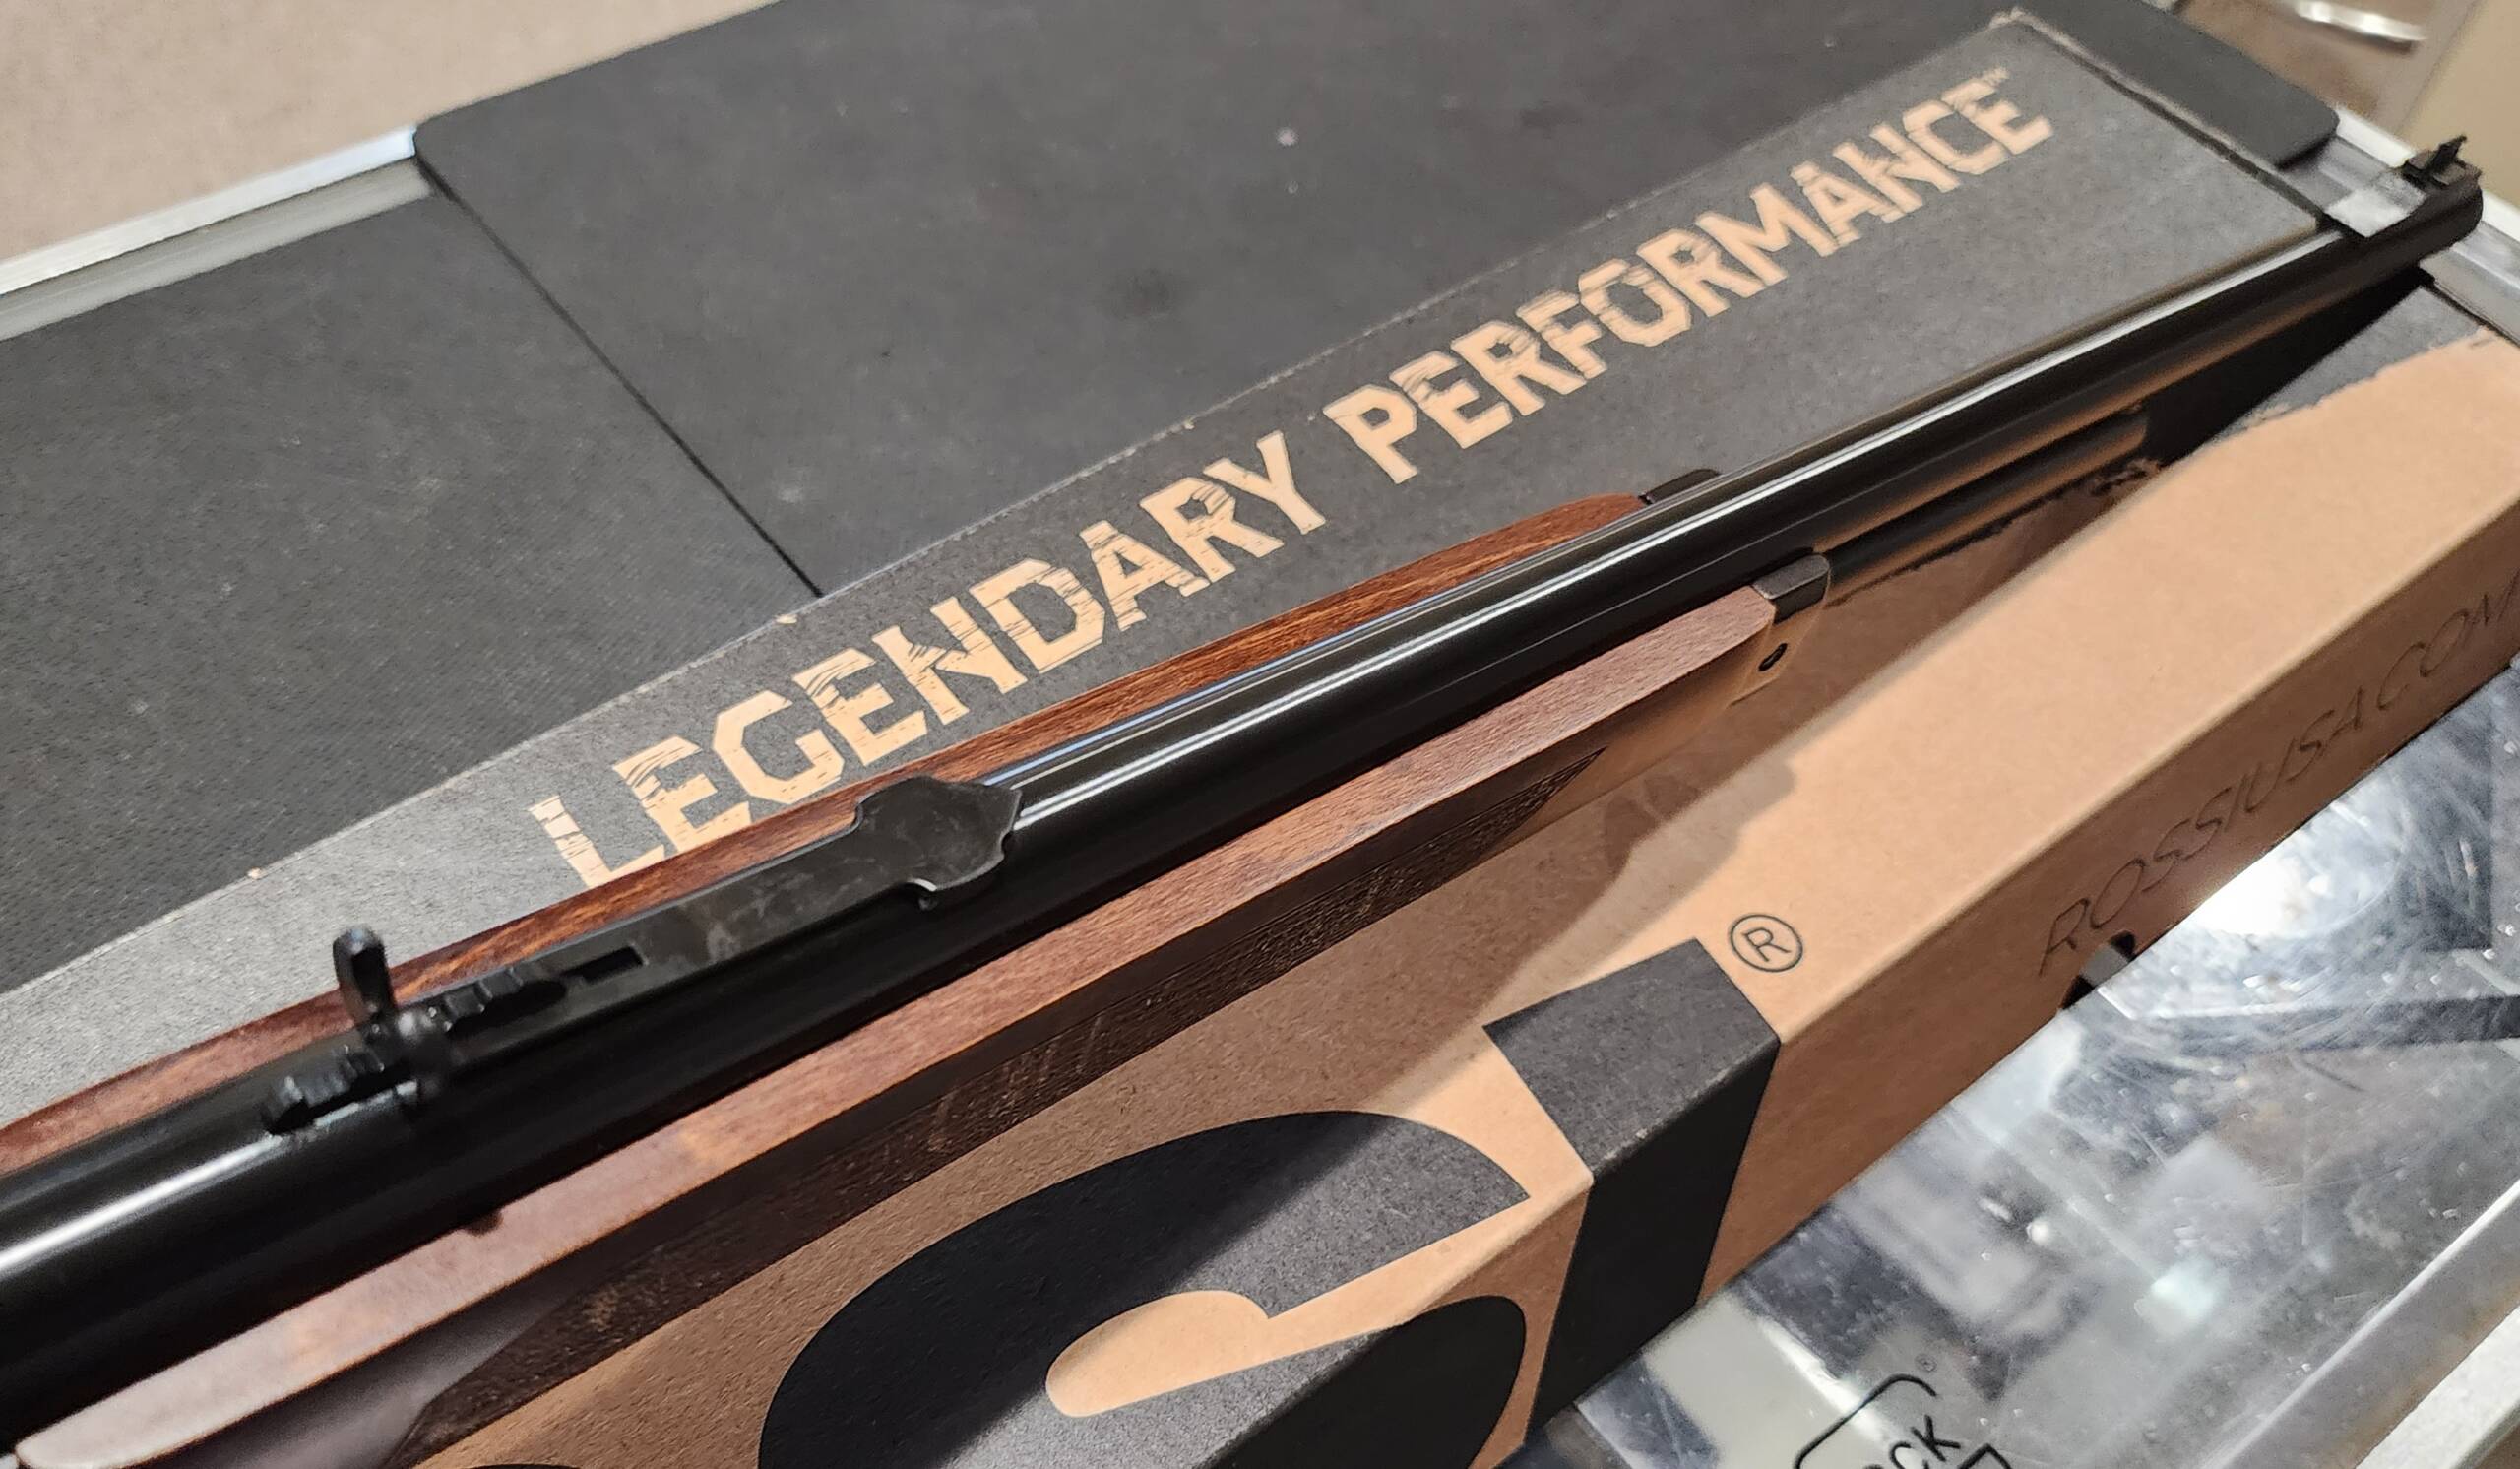 LEGENDARY PERFORMANCE™
®
ROSSIUSA.COM